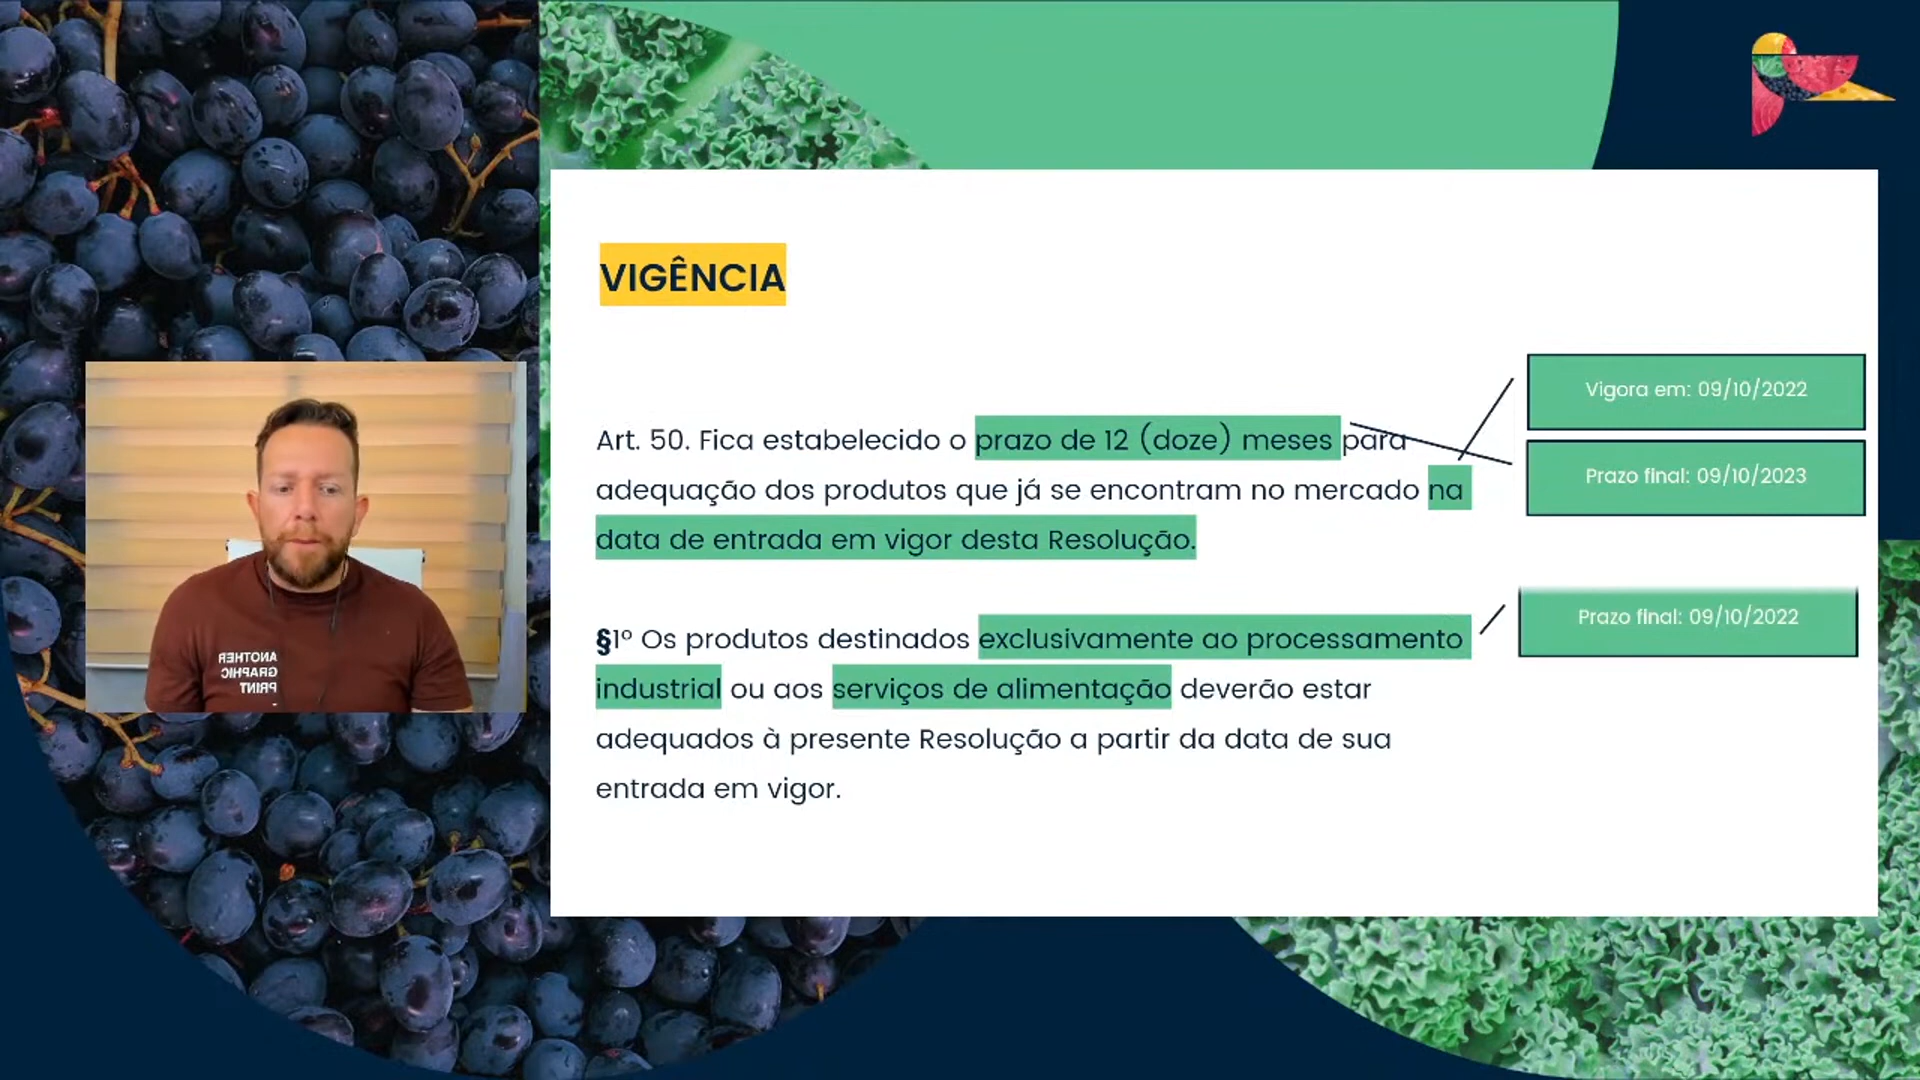 VIGÊNCIA
Vigora em: 09/10/2022
Art. 50. Fica estabelecido o prazo de 12 (doze) meses para
Prazo final: 09/10/2023
adequação dos produtos que já se encontram no mercado na
data de entrada em vigor desta Resolução.
Prazo final: 09/10/2022
§1º Os produtos destinados exclusivamente ao processamento
industrial ou aos serviços de alimentação deverão estar
adequados à presente Resolução a partir da data de sua
entrada em vigor.
ANOTHER
GRAPHIC
PRINT